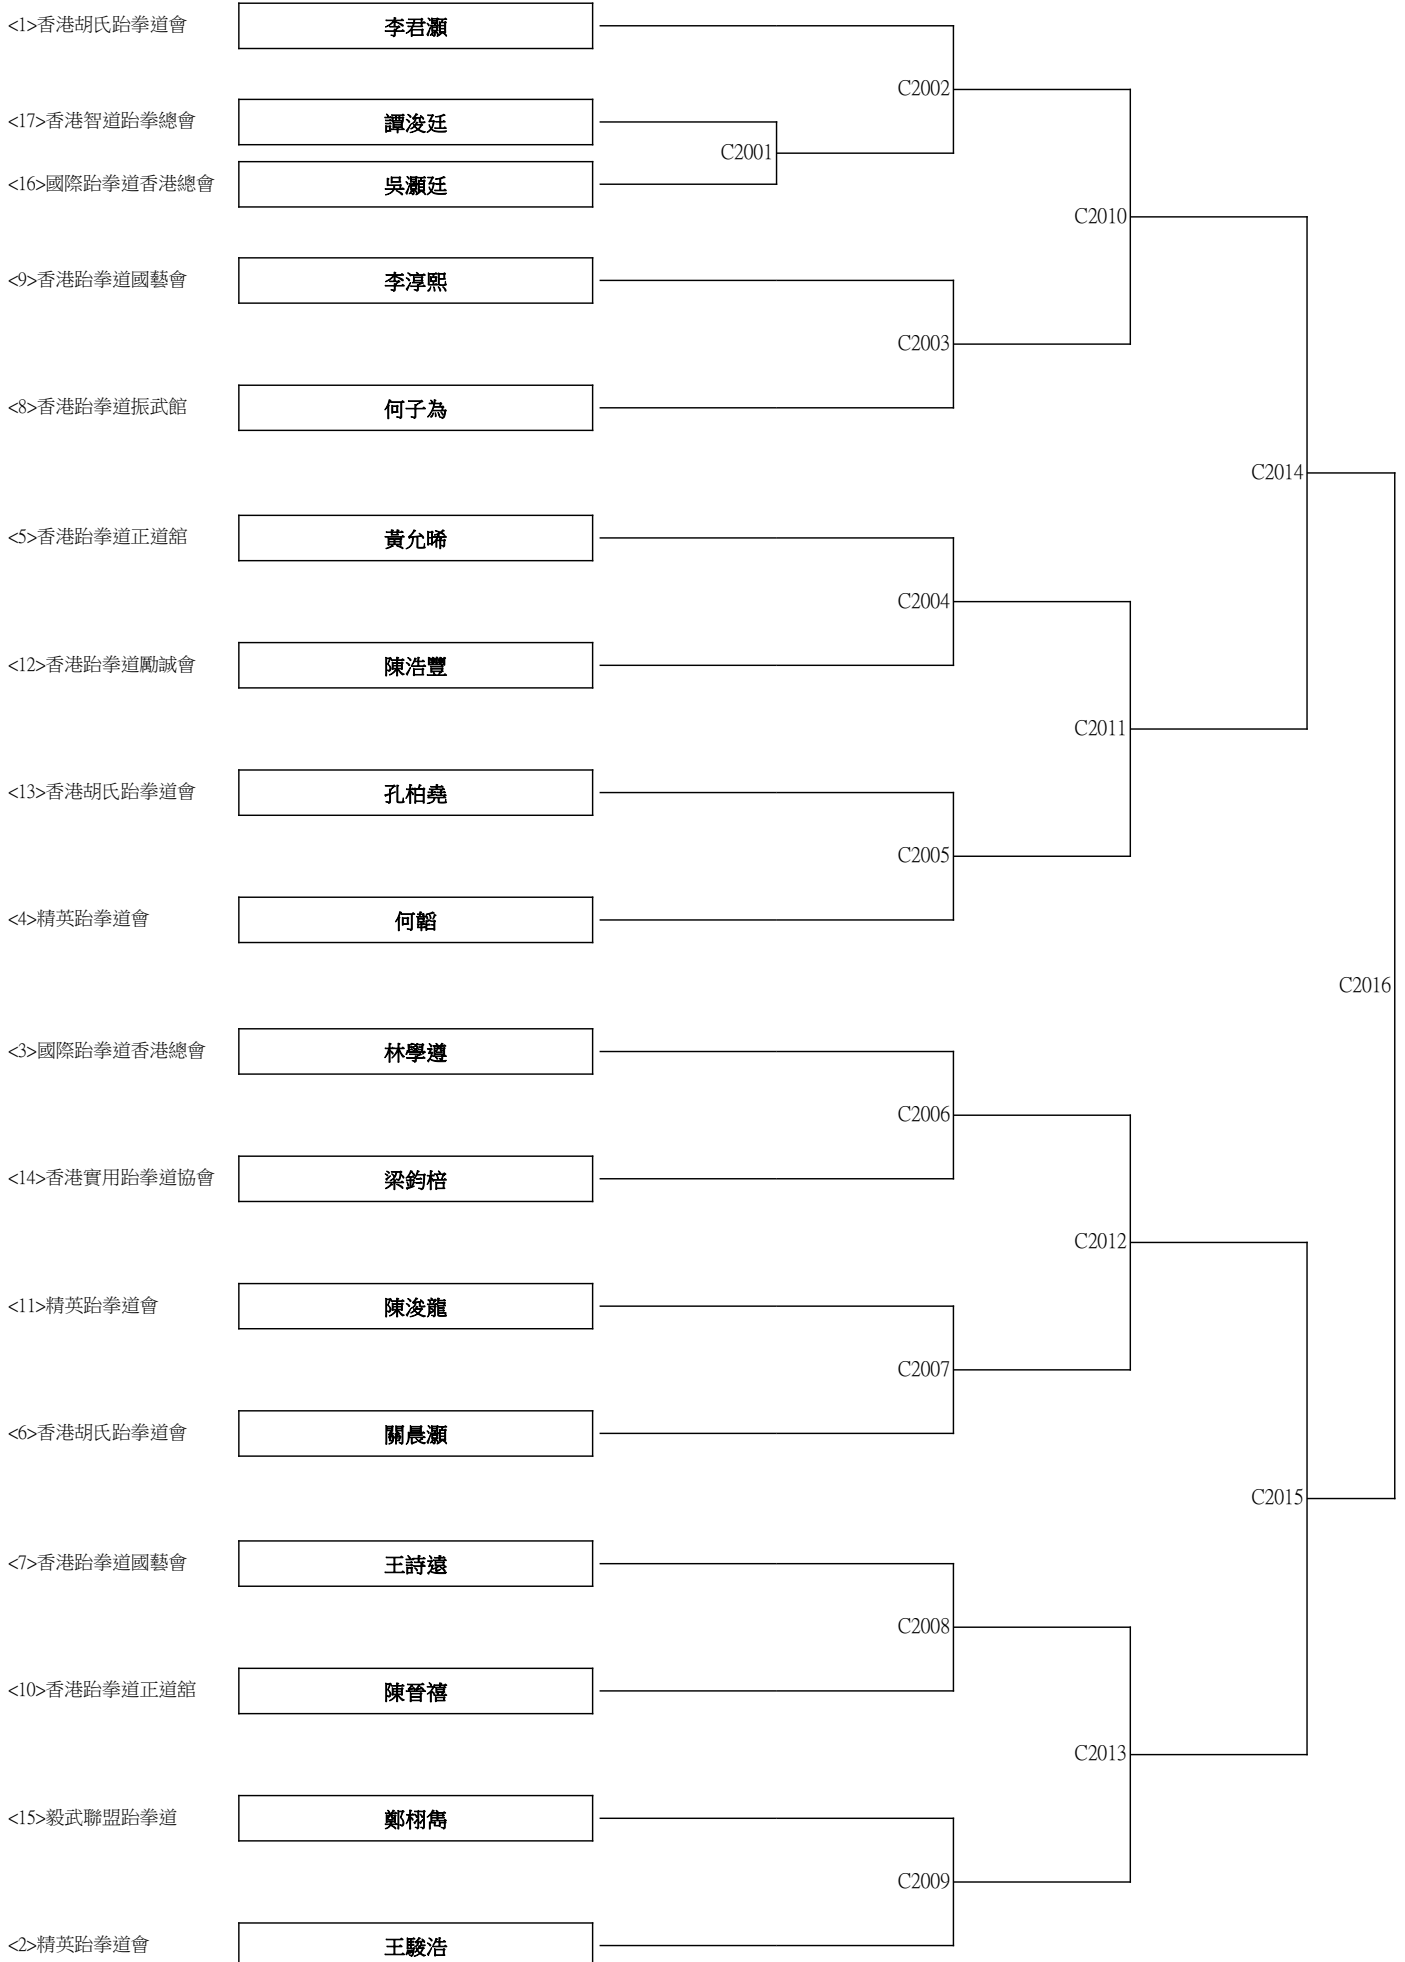 <1>香港胡氏跆拳道會 李君灝
C2002
<17>香港智道跆拳總會 譚浚廷
C2001
<16>國際跆拳道香港總會 吳灝廷
C2010
<9>香港跆拳道國藝會 李淳熙
C2003
<8>香港跆拳道振武館 何子為
C2014
<5>香港跆拳道正道舘 黃允晞
C2004
<12>香港跆拳道勵誠會 陳浩豐
C2011
<13>香港胡氏跆拳道會 孔柏堯
C2005
<4>精英跆拳道會 何韜
C2016
<3>國際跆拳道香港總會 林學遵
C2006
<14>香港實用跆拳道協會 梁鈞棓
C2012
<11>精英跆拳道會 陳浚龍
C2007
<6>香港胡氏跆拳道會 關晨灝
C2015
<7>香港跆拳道國藝會 王詩遠
C2008
<10>香港跆拳道正道舘 陳晉禧
C2013
<15>毅武聯盟跆拳道 鄭栩雋
C2009
<2>精英跆拳道會 王駿浩